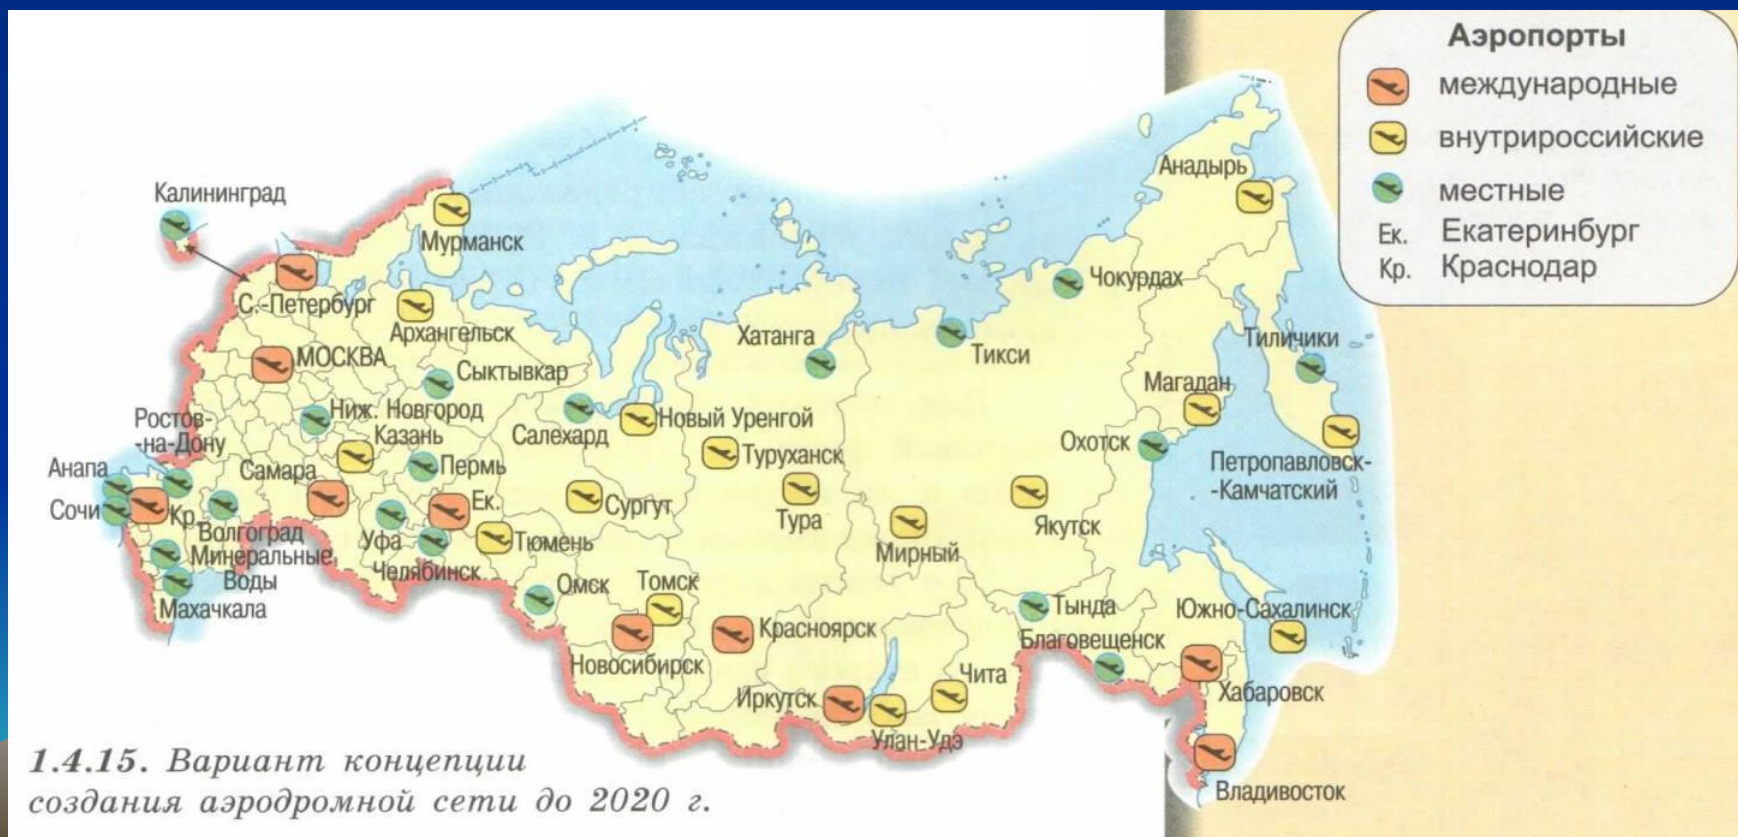 Аэропорты
международные
внутрироссийские
местные
Ек. Екатеринбург
Кр. Краснодар
Калининград
Мурманск
С.-Петербург
Архангельск
МОСКВА
Сыктывкар
Ниж. Новгород
Ростов-
-на-Дону
Казань
Анапа
Самара
Пермь
Сочи
Кр.
Ек.
Волгоград
Уфа
Тюмень
Минеральные
Воды
Челябинск
Махачкала
Омск
Салехард
Новый Уренгой
Сургут
Туруханск
Тура
Хатанга
Тикси
Чокурдах
Анадырь
Тиличики
Магадан
Охотск
Петропавловск-
-Камчатский
Якутск
Мирный
Томск
Новосибирск
Красноярск
Иркутск
Улан-Удэ
Чита
Тында
Благовещенск
Южно-Сахалинск
Хабаровск
Владивосток
1.4.15. Вариант концепции
создания аэродромной сети до 2020 г.